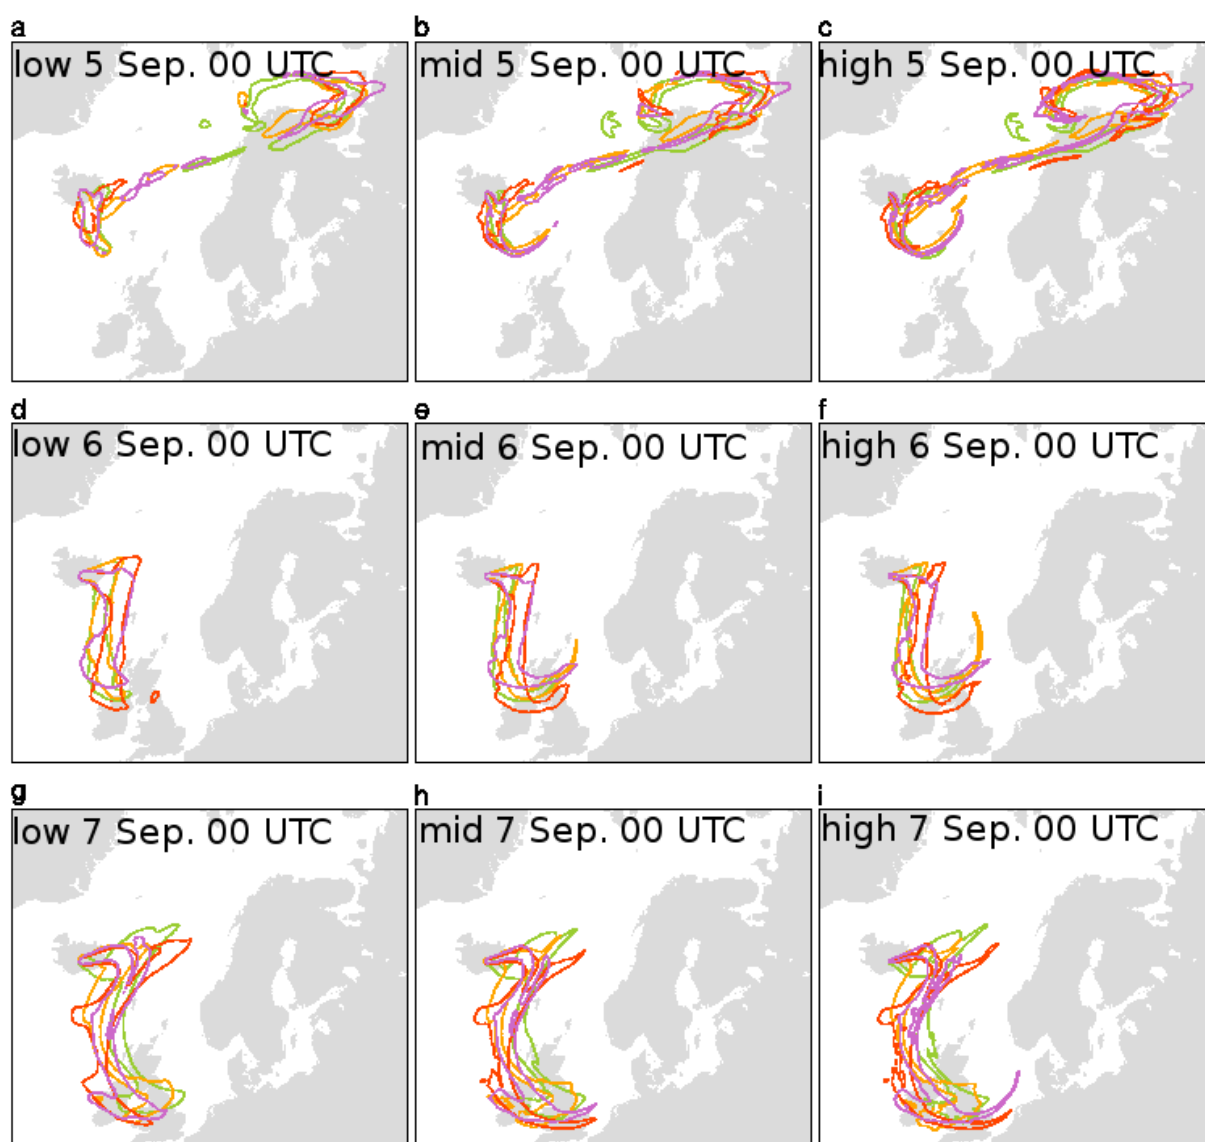 a
b
c
low 5 Sep. 00 UTC
mid 5 Sep. 00 UTC
high 5 Sep. 00 UTC
d
e
f
low 6 Sep. 00 UTC
mid 6 Sep. 00 UTC
high 6 Sep. 00 UTC
g
h
i
low 7 Sep. 00 UTC
mid 7 Sep. 00 UTC
high 7 Sep. 00 UTC